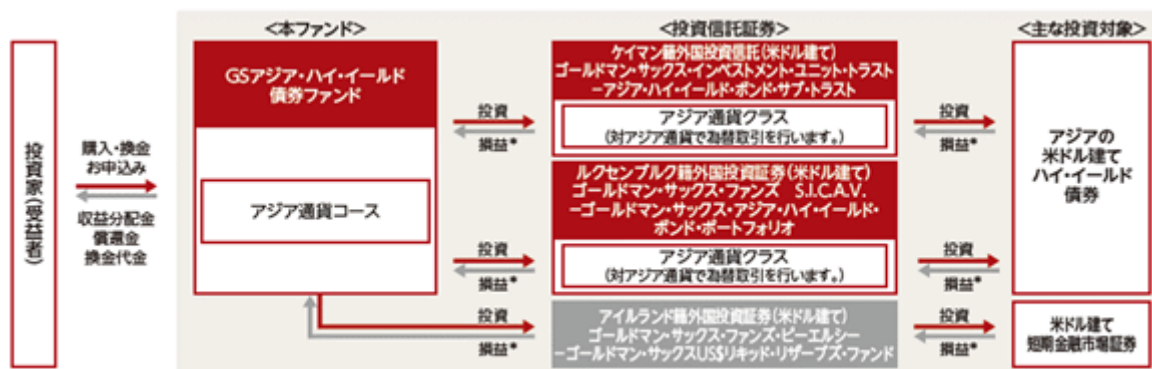 <本ファンド>
<投資信託証券>
<主な投資対象>
投資家(受益者)
購入・換金
お申込み
収益分配金
償還金
換金代金
GSアジア・ハイ・イールド
債券ファンド
アジア通貨コース
投資
損益*
投資
損益*
投資
損益*
ケイマン籍外国投資信託(米ドル建て)
ゴールドマン・サックス・インベストメント・ユニット・トラスト
ーアジア・ハイ・イールド・ボンド・サブ・トラスト
アジア通貨クラス
(対アジア通貨で為替取引を行います。)
ルクセンブルク籍外国投資証券(米ドル建て)
ゴールドマン・サックス・ファンズ S.I.C.A.V.
ーゴールドマン・サックス・アジア・ハイ・イールド・
ボンド・ポートフォリオ
アジア通貨クラス
(対アジア通貨で為替取引を行います。)
アイルランド籍外国投資証券(米ドル建て)
ゴールドマン・サックス・ファンズ・ピーエルシー
ーゴールドマン・サックスUS$リキッド・リザーブズ・ファンド
投資
損益*
投資
損益*
投資
損益*
アジアの
米ドル建て
ハイ・イールド
債券
米ドル建て
短期金融市場証券